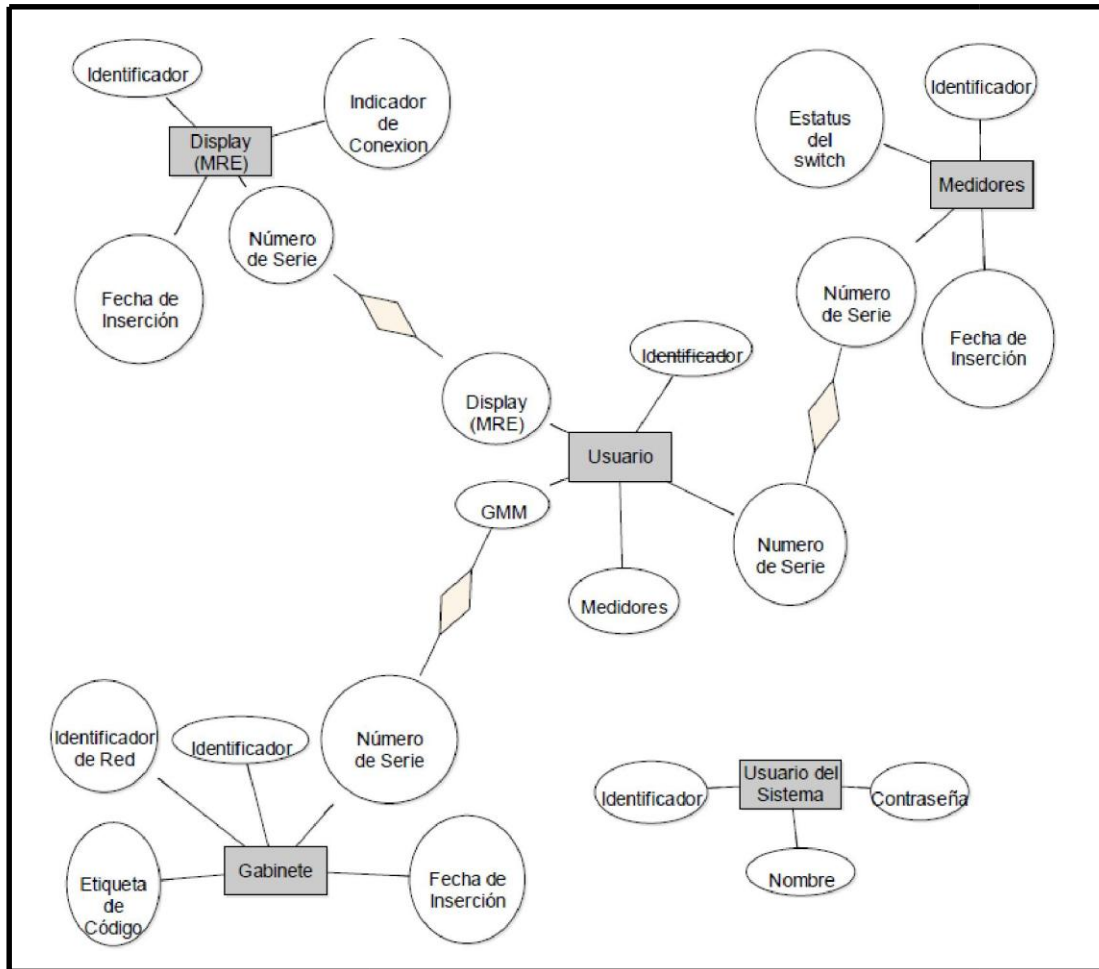 Identificador
Indicador
de
Conexion
Display
(MRE)
Número
de Serie
Fecha de
Inserción
Estatus
del
switch
Identificador
Medidores
Número
de Serie
Fecha de
Inserción
Identificador
Display
(MRE)
Usuario
GMM
Medidores
Numero
de Serie
Identificador
de Red
Identificador
Número
de Serie
Etiqueta
de
Código
Gabinete
Fecha de
Inserción
Identificador
Usuario del
Sistema
Contraseña
Nombre